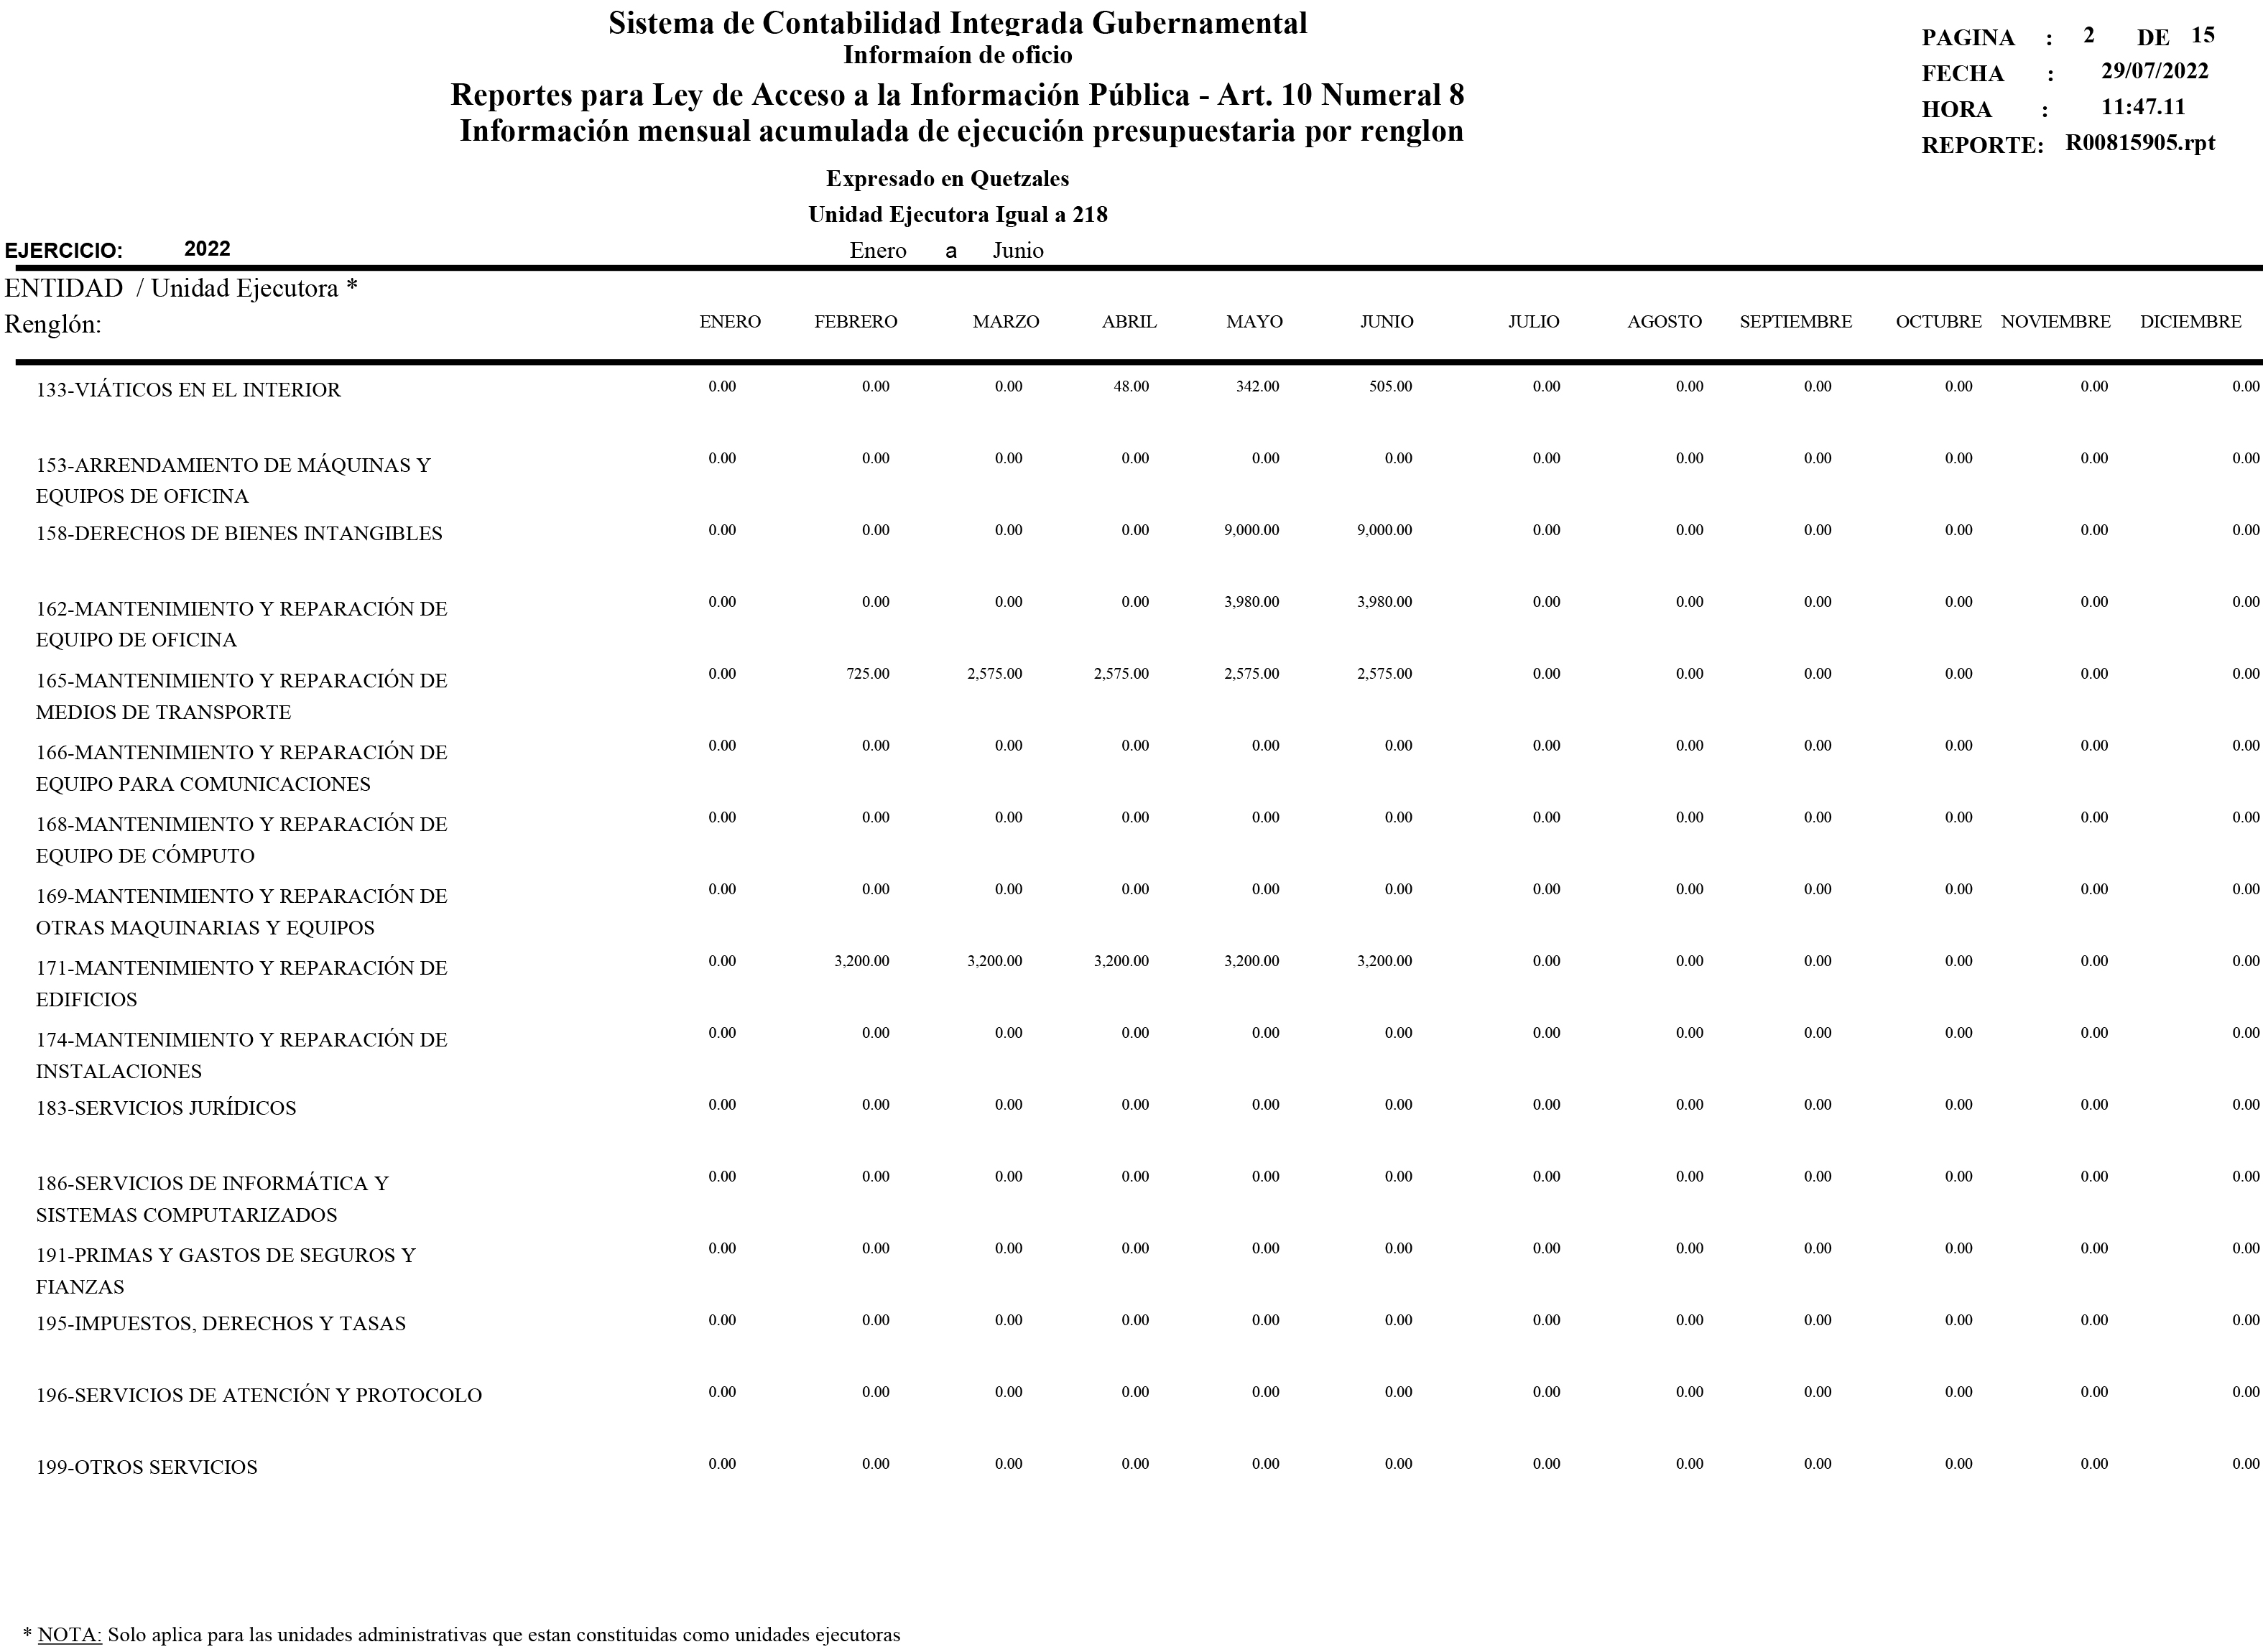 Sistema de Contabilidad Integrada Gubernamental
Informaíon de oficio
Reportes para Ley de Acceso a la Información Pública - Art. 10 Numeral 8
Información mensual acumulada de ejecución presupuestaria por renglon
Expresado en Quetzales
Unidad Ejecutora Igual a 218
PAGINA : 2 DE 15
FECHA : 29/07/2022
HORA : 11:47.11
REPORTE: R00815905.rpt
EJERCICIO: 2022 Enero a Junio
ENTIDAD / Unidad Ejecutora *
Renglón: ENERO FEBRERO MARZO ABRIL MAYO JUNIO JULIO AGOSTO SEPTIEMBRE OCTUBRE NOVIEMBRE DICIEMBRE
133-VIÁTICOS EN EL INTERIOR 0.00 0.00 0.00 48.00 342.00 505.00 0.00 0.00 0.00 0.00 0.00 0.00
153-ARRENDAMIENTO DE MÁQUINAS Y 0.00 0.00 0.00 0.00 0.00 0.00 0.00 0.00 0.00 0.00 0.00 0.00
EQUIPOS DE OFICINA
158-DERECHOS DE BIENES INTANGIBLES 0.00 0.00 0.00 0.00 9,000.00 9,000.00 0.00 0.00 0.00 0.00 0.00 0.00
162-MANTENIMIENTO Y REPARACIÓN DE 0.00 0.00 0.00 0.00 3,980.00 3,980.00 0.00 0.00 0.00 0.00 0.00 0.00
EQUIPO DE OFICINA
165-MANTENIMIENTO Y REPARACIÓN DE 0.00 725.00 2,575.00 2,575.00 2,575.00 2,575.00 0.00 0.00 0.00 0.00 0.00 0.00
MEDIOS DE TRANSPORTE
166-MANTENIMIENTO Y REPARACIÓN DE 0.00 0.00 0.00 0.00 0.00 0.00 0.00 0.00 0.00 0.00 0.00 0.00
EQUIPO PARA COMUNICACIONES
168-MANTENIMIENTO Y REPARACIÓN DE 0.00 0.00 0.00 0.00 0.00 0.00 0.00 0.00 0.00 0.00 0.00 0.00
EQUIPO DE CÓMPUTO
169-MANTENIMIENTO Y REPARACIÓN DE 0.00 0.00 0.00 0.00 0.00 0.00 0.00 0.00 0.00 0.00 0.00 0.00
OTRAS MAQUINARIAS Y EQUIPOS
171-MANTENIMIENTO Y REPARACIÓN DE 0.00 3,200.00 3,200.00 3,200.00 3,200.00 3,200.00 0.00 0.00 0.00 0.00 0.00 0.00
EDIFICIOS
174-MANTENIMIENTO Y REPARACIÓN DE 0.00 0.00 0.00 0.00 0.00 0.00 0.00 0.00 0.00 0.00 0.00 0.00
INSTALACIONES
183-SERVICIOS JURÍDICOS 0.00 0.00 0.00 0.00 0.00 0.00 0.00 0.00 0.00 0.00 0.00 0.00
186-SERVICIOS DE INFORMÁTICA Y 0.00 0.00 0.00 0.00 0.00 0.00 0.00 0.00 0.00 0.00 0.00 0.00
SISTEMAS COMPUTARIZADOS
191-PRIMAS Y GASTOS DE SEGUROS Y 0.00 0.00 0.00 0.00 0.00 0.00 0.00 0.00 0.00 0.00 0.00 0.00
FIANZAS
195-IMPUESTOS, DERECHOS Y TASAS 0.00 0.00 0.00 0.00 0.00 0.00 0.00 0.00 0.00 0.00 0.00 0.00
196-SERVICIOS DE ATENCIÓN Y PROTOCOLO 0.00 0.00 0.00 0.00 0.00 0.00 0.00 0.00 0.00 0.00 0.00 0.00
199-OTROS SERVICIOS 0.00 0.00 0.00 0.00 0.00 0.00 0.00 0.00 0.00 0.00 0.00 0.00
* NOTA: Solo aplica para las unidades administrativas que estan constituidas como unidades ejecutoras